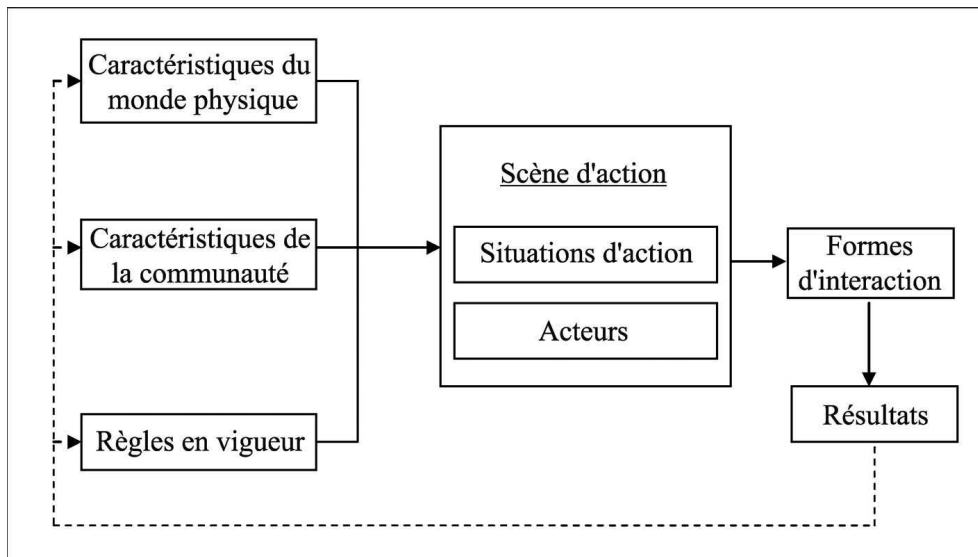 Caractéristiques du
monde physique
Caractéristiques de
la communauté
Règles en vigueur
Scène d'action
Situations d'action
Acteurs
Formes
d'interaction
Résultats